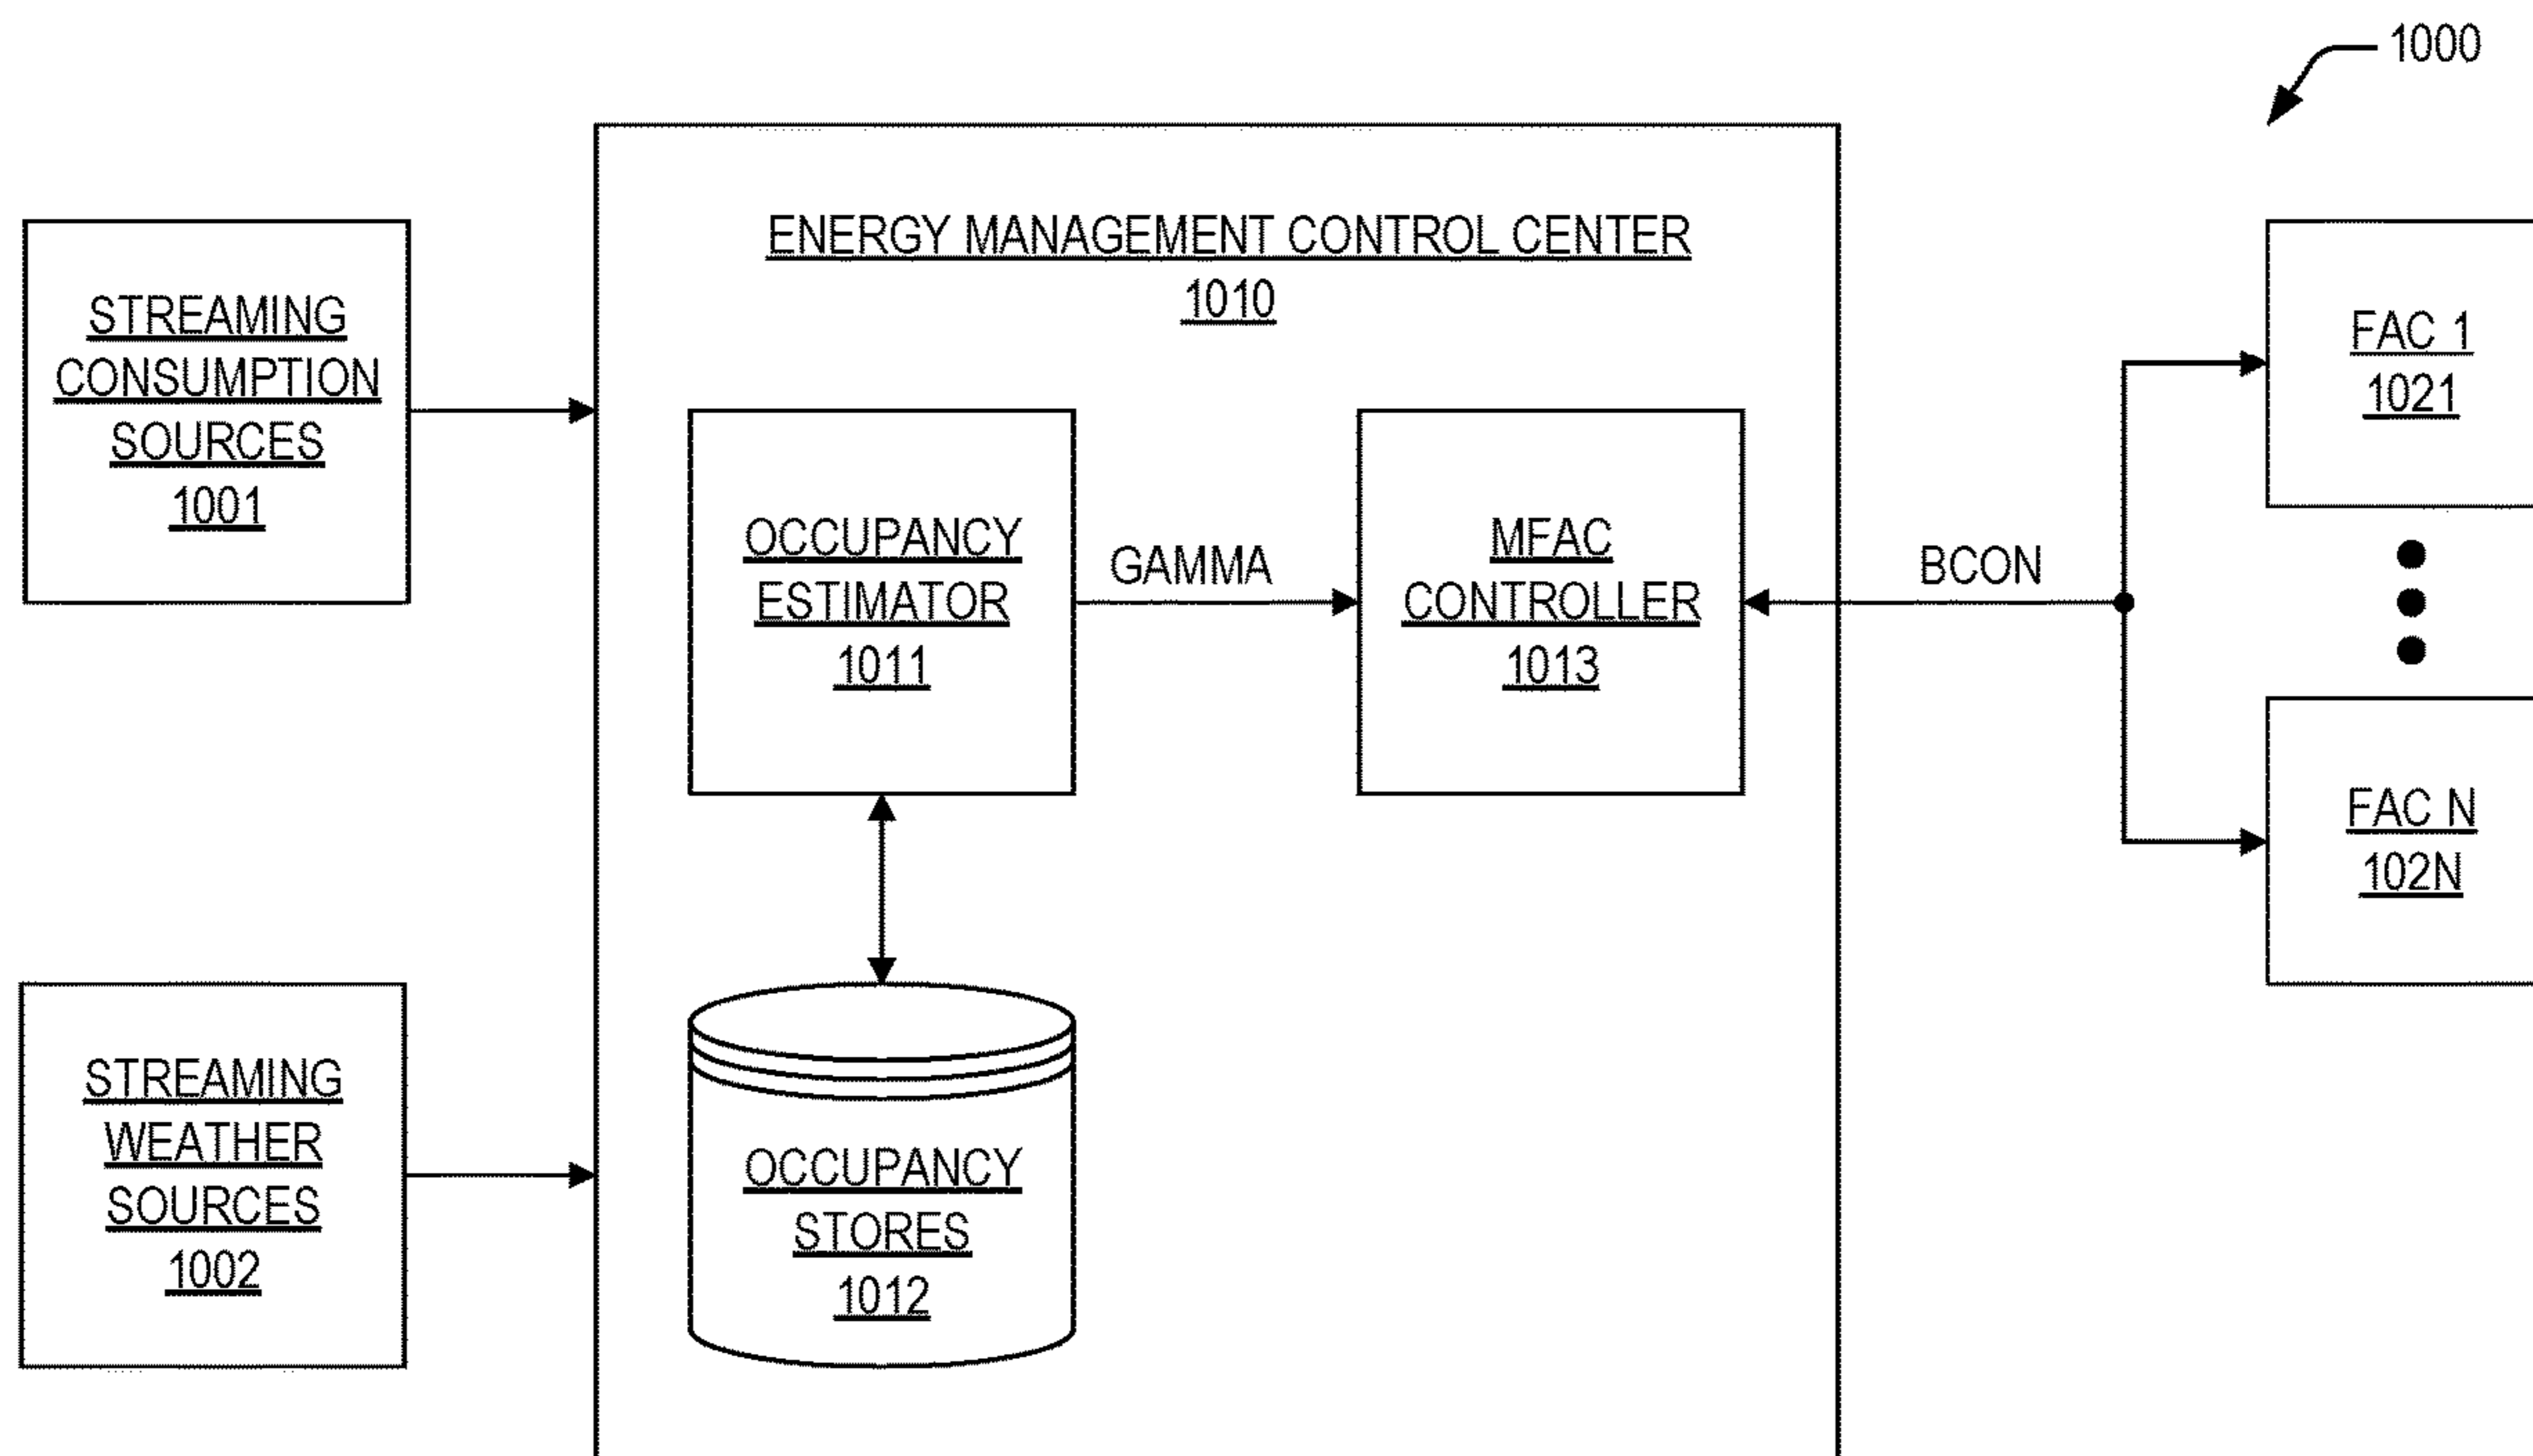 1000
STREAMING
CONSUMPTION
SOURCES
1001
STREAMING
WEATHER
SOURCES
1002
ENERGY MANAGEMENT CONTROL CENTER
1010
OCCUPANCY
ESTIMATOR
1011
GAMMA
MFAC
CONTROLLER
1013
OCCUPANCY
STORES
1012
BCON
FAC 1
1021
FAC N
102N